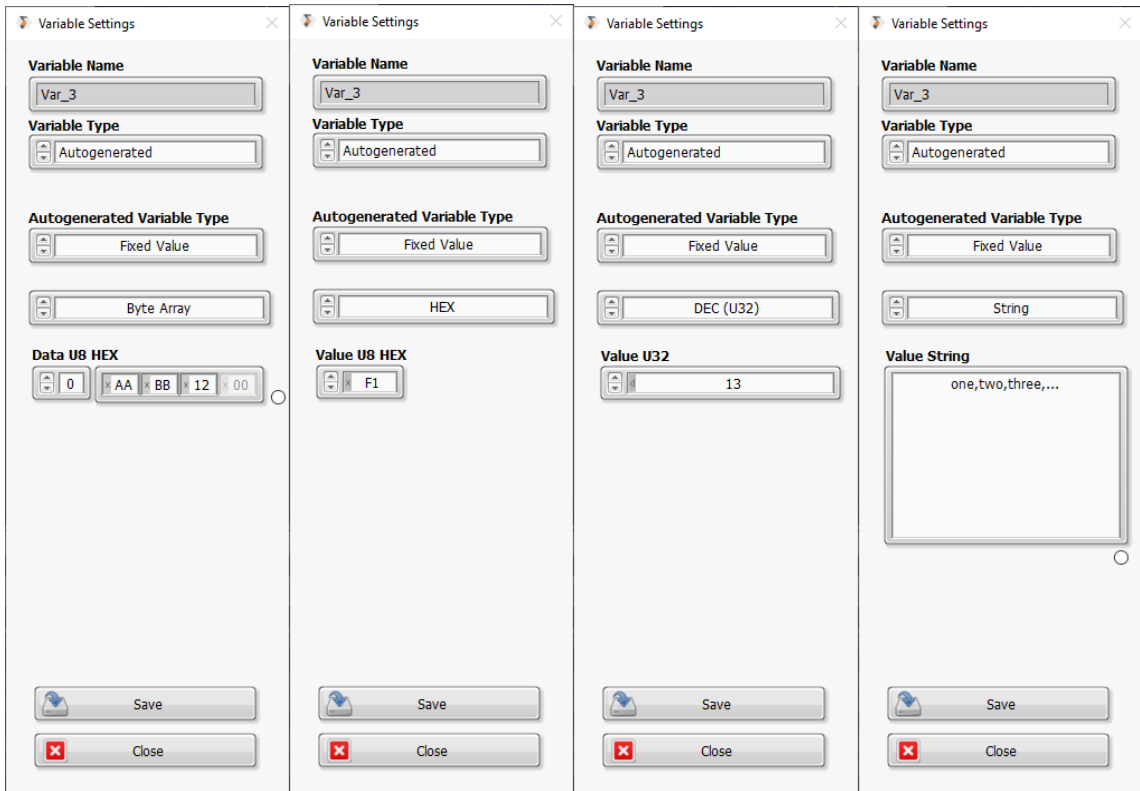 Variable Settings
Variable Name
Var_3
Variable Type
Autogenerated
Autogenerated Variable Type
Fixed Value
Byte Array
Data U8 HEX
0 x AA x BB x 12 x 00
Save
Close
Variable Settings
Variable Name
Var_3
Variable Type
Autogenerated
Autogenerated Variable Type
Fixed Value
HEX
Value U8 HEX
x F1
Save
Close
Variable Settings
Variable Name
Var_3
Variable Type
Autogenerated
Autogenerated Variable Type
Fixed Value
DEC (U32)
Value U32
d 13
Save
Close
Variable Settings
Variable Name
Var_3
Variable Type
Autogenerated
Autogenerated Variable Type
Fixed Value
String
Value String
one,two,three,...
Save
Close